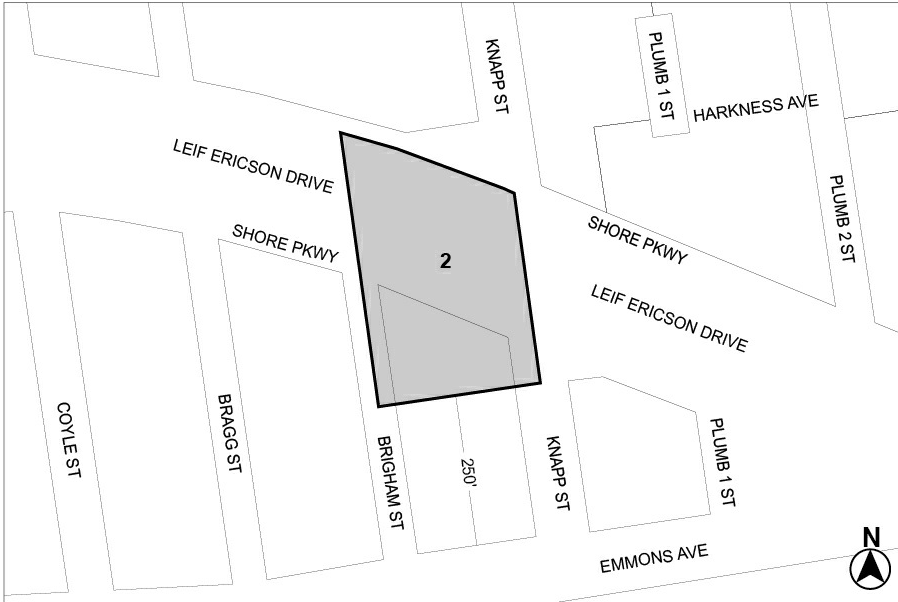 KNAPP ST
PLUMB 1 ST
HARKNESS AVE
LEIF ERICSON DRIVE
PLUMB 2 ST
SHORE PKWY
SHORE PKWY
2
LEIF ERICSON DRIVE
COYLE ST
BRAGG ST
BRIGHAM ST
250'
KNAPP ST
PLUMB 1 ST
EMMONS AVE
N